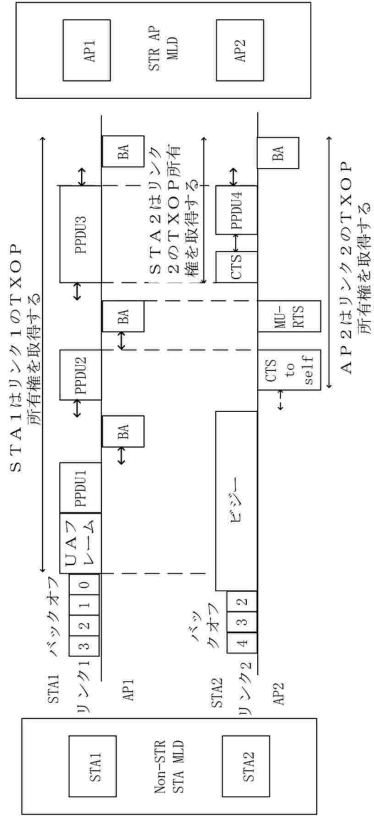 STA1はリンク1のTXOP
所有権を取得する
バックオフ
STA1
リンク1
3
2
1
0
UAフ
レーム
PPDU1
PPDU2
PPDU3
AP1
BA
BA
BA
STA2はリンク
2のTXOP所有
権を取得する
バッ
クオフ
STA2
リンク2
4
3
2
ビジー
CTS
PPDU4
AP2
CTS
to
self
MU-
RTS
BA
AP2はリンク2のTXOP
所有権を取得する
STA1
Non-STR
STA MLD
STA2
AP1
STR AP
MLD
AP2